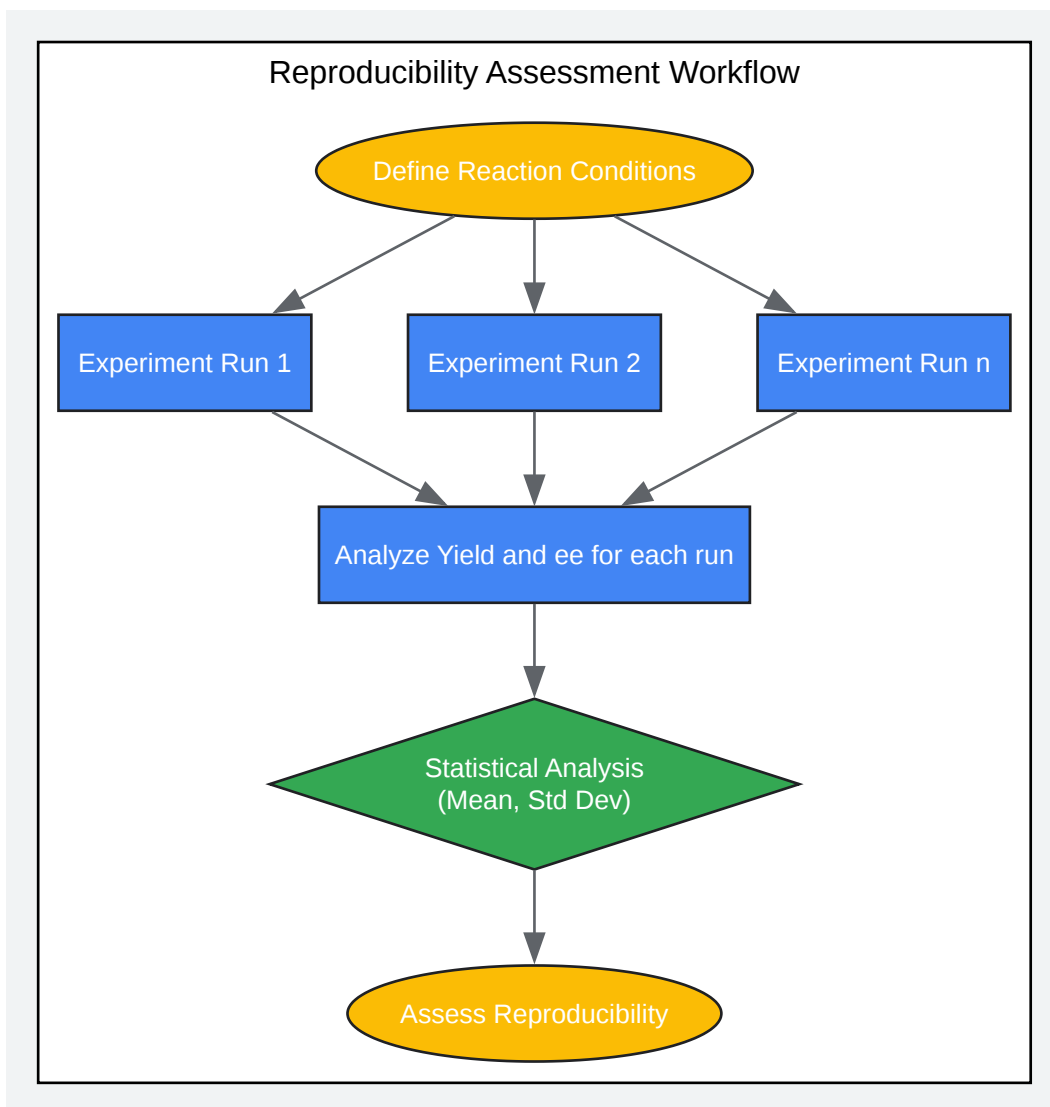 Reproducibility Assessment Workflow
Define Reaction Conditions
Experiment Run 1
Experiment Run 2
Experiment Run n
Analyze Yield and ee for each run
Statistical Analysis
(Mean, Std Dev)
Assess Reproducibility